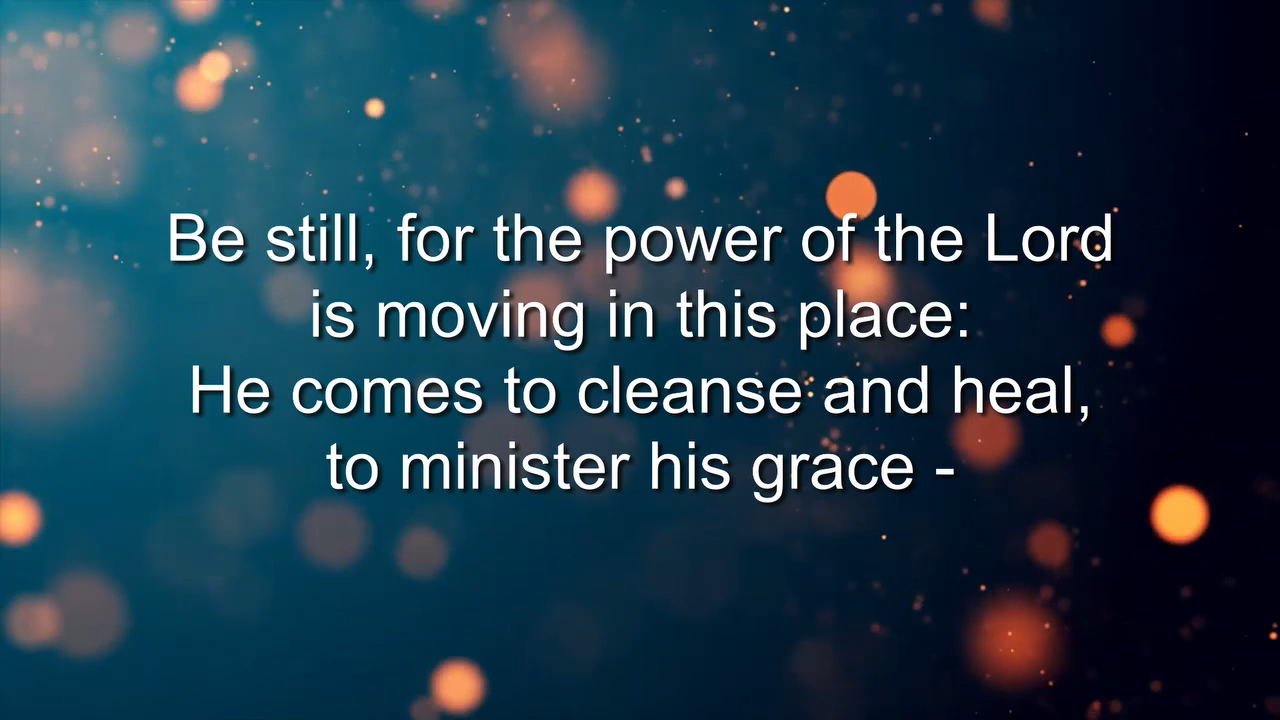 Be still, for the power of the Lord
is moving in this place:
He comes to cleanse and heal,
to minister his grace -